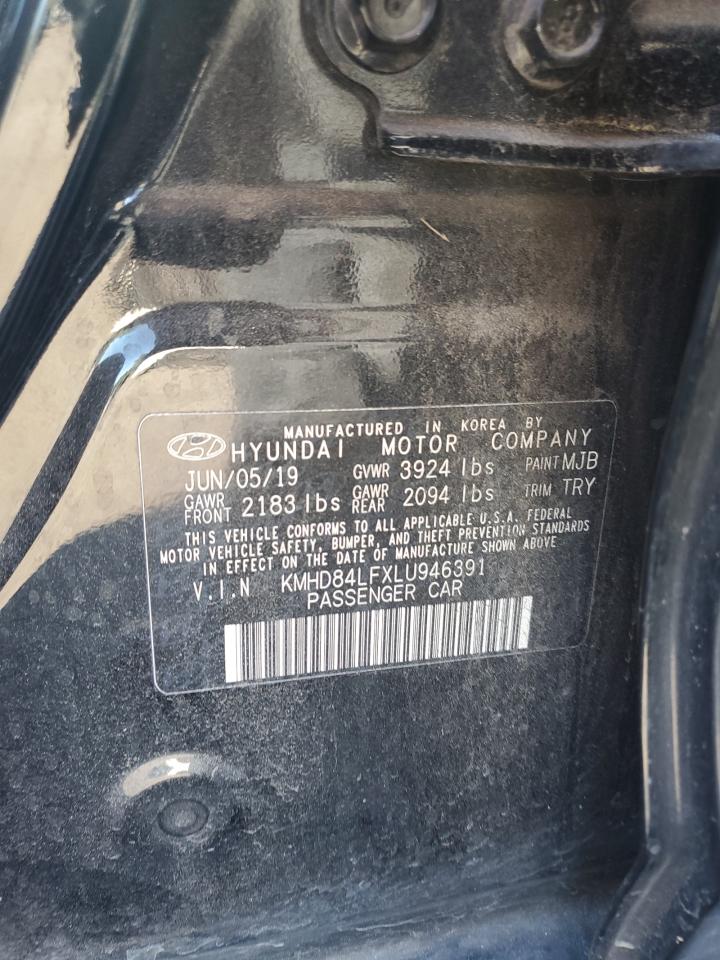 MANUFACTURED IN KOREA BY
HYUNDAI MOTOR COMPANY
JUN/05/19 GVWR 3924 lbs PAINT MJB
GAWR FRONT 2183 lbs GAWR REAR 2094 lbs TRIM TRY
THIS VEHICLE CONFORMS TO ALL APPLICABLE U.S.A. FEDERAL
MOTOR VEHICLE SAFETY, BUMPER, AND THEFT PREVENTION STANDARDS
IN EFFECT ON THE DATE OF MANUFACTURE SHOWN ABOVE
V.I.N KMHD84LFXLU946391
PASSENGER CAR